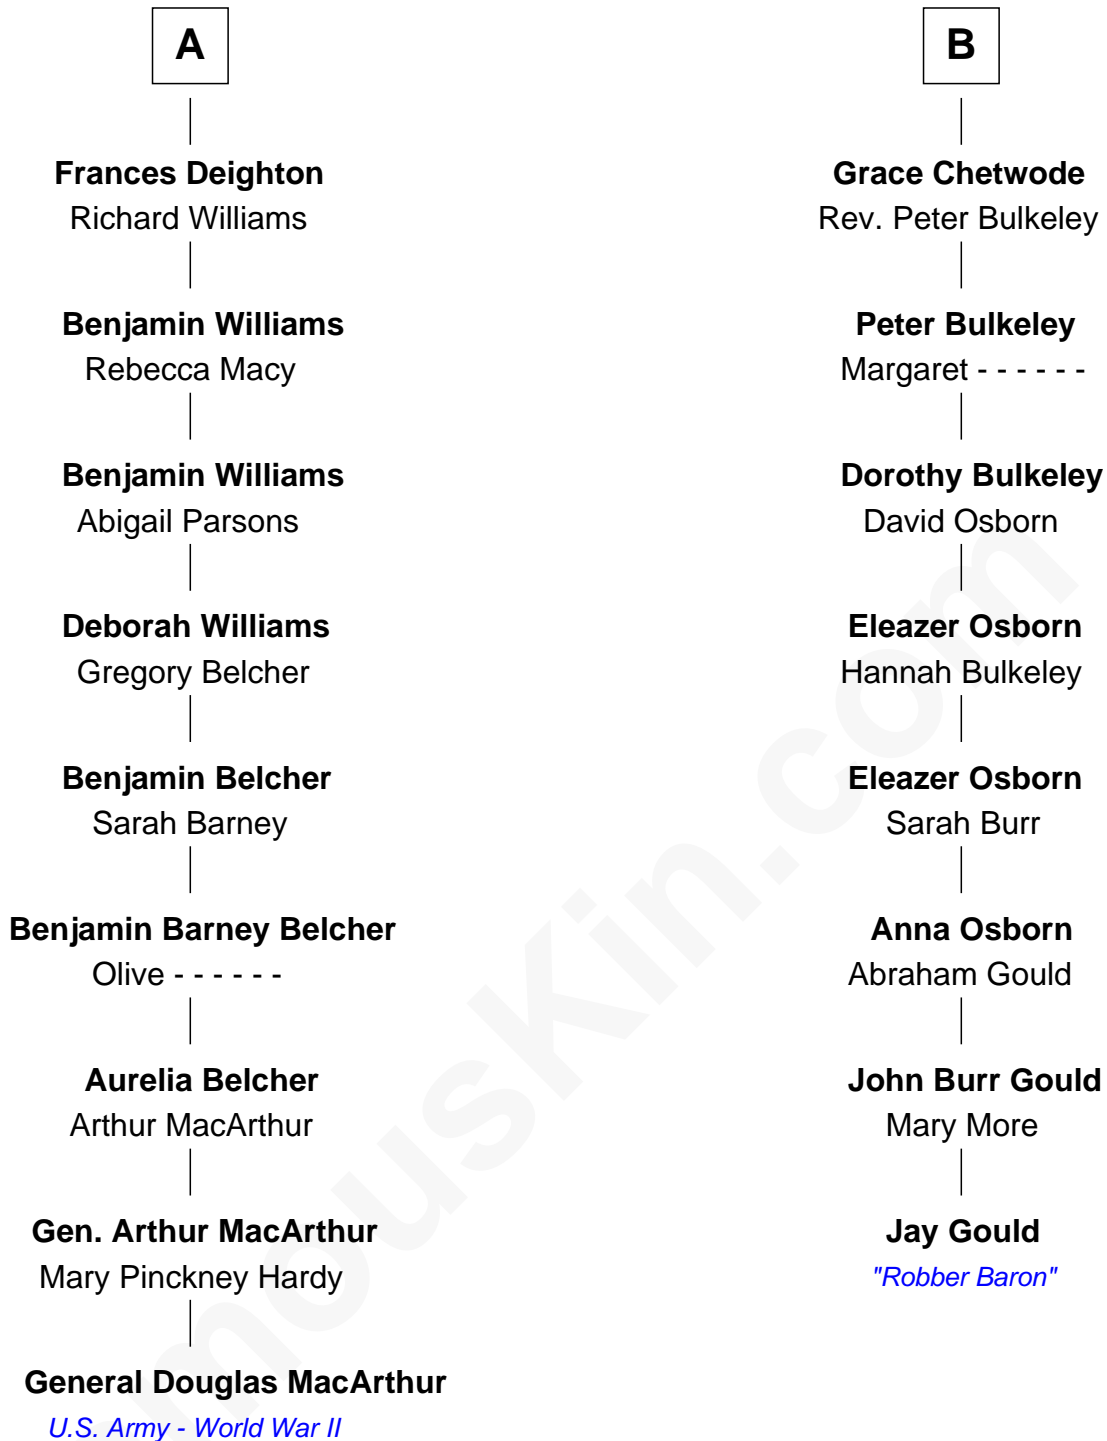 A
Frances Deighton
Richard Williams
Benjamin Williams
Rebecca Macy
Benjamin Williams
Abigail Parsons
Deborah Williams
Gregory Belcher
Benjamin Belcher
Sarah Barney
Benjamin Barney Belcher
Olive - - - - - -
Aurelia Belcher
Arthur MacArthur
Gen. Arthur MacArthur
Mary Pinckney Hardy
General Douglas MacArthur
U.S. Army - World War II
B
Grace Chetwode
Rev. Peter Bulkeley
Peter Bulkeley
Margaret - - - - - -
Dorothy Bulkeley
David Osborn
Eleazer Osborn
Hannah Bulkeley
Eleazer Osborn
Sarah Burr
Anna Osborn
Abraham Gould
John Burr Gould
Mary More
Jay Gould
"Robber Baron"
mouskin.com